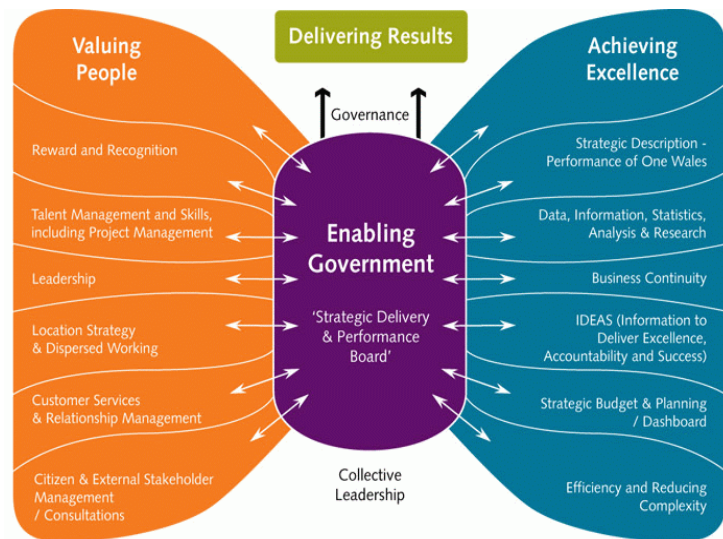 Valuing
People
Reward and Recognition
Talent Management and Skills,
including Project Management
Leadership
Location Strategy
& Dispersed Working
Customer Services
& Relationship Management
Citizen & External Stakeholder
Management
/ Consultations
Delivering Results
Governance
Enabling
Government
‘Strategic Delivery
& Performance
Board’
Collective
Leadership
Achieving
Excellence
Strategic Description -
Performance of One Wales
Data, Information, Statistics,
Analysis & Research
Business Continuity
IDEAS (Information to
Deliver Excellence,
Accountability and Success)
Strategic Budget & Planning
/ Dashboard
Efficiency and Reducing
Complexity